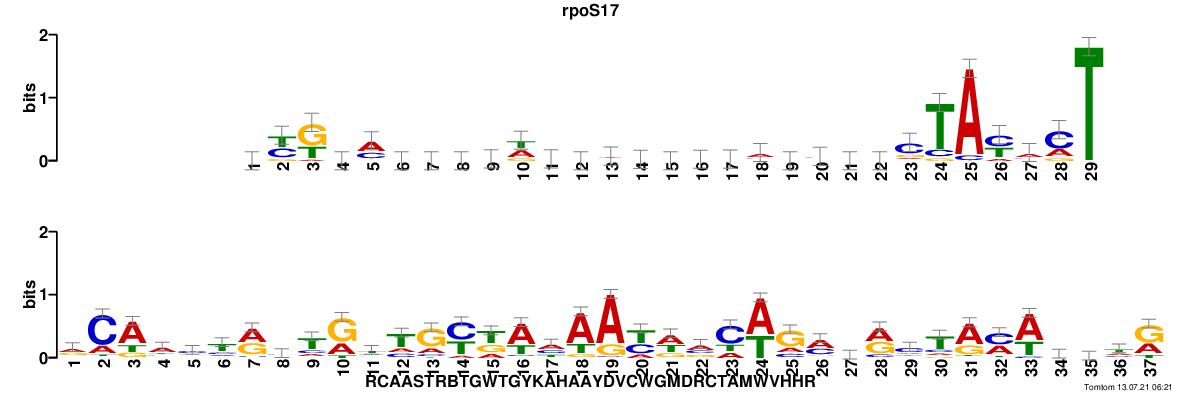 rpoS17
2
bits
1
0
1 2 3 4 5 6 7 8 9 10 11 12 13 14 15 16 17 18 19 20 21 22 23 24 25 26 27 28 29
2
bits
1
0
1 2 3 4 5 6 7 8 9 10 11 12 13 14 15 16 17 18 19 20 21 22 23 24 25 26 27 28 29 30 31 32 33 34 35 36 37
RCAASTRBTGWTGYKAHAAYDVCWGMDRCTAMWVHHR
Tomtom 13.07.21 06:21